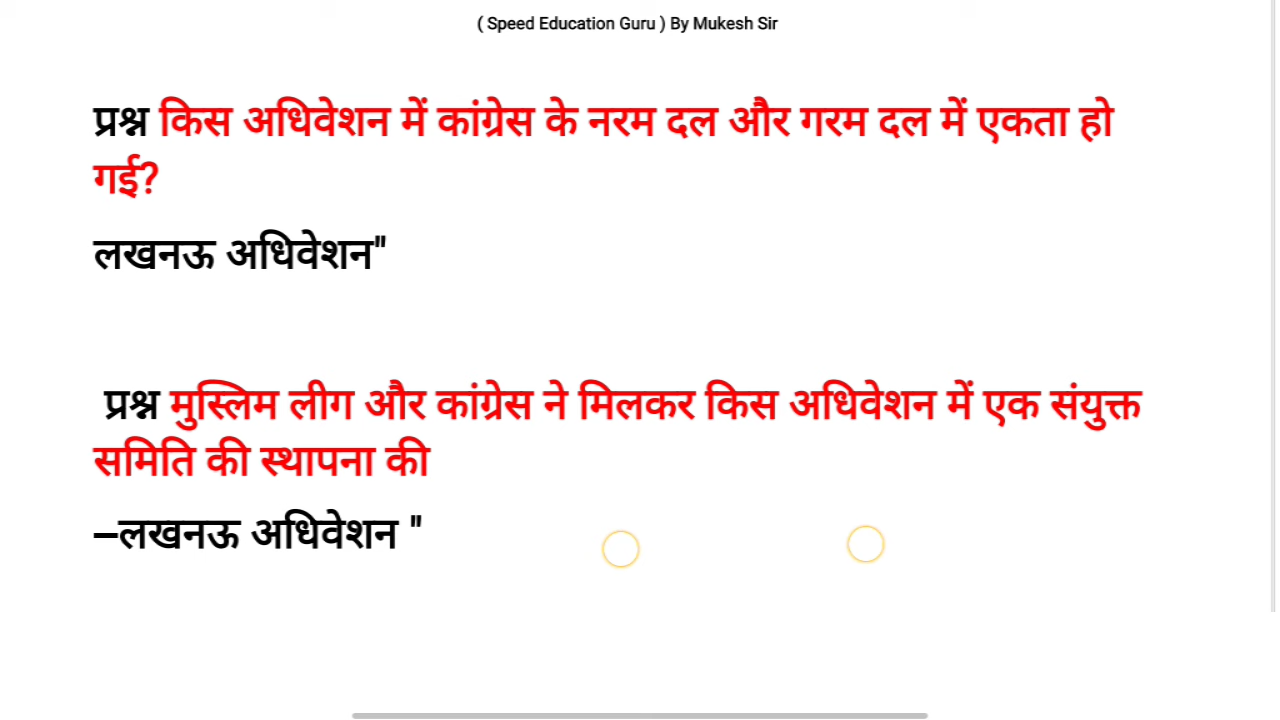 ( Speed Education Guru ) By Mukesh Sir
प्रश्न किस अधिवेशन में कांग्रेस के नरम दल और गरम दल में एकता हो
गई?
लखनऊ अधिवेशन"
प्रश्न मुस्लिम लीग और कांग्रेस ने मिलकर किस अधिवेशन में एक संयुक्त
समिति की स्थापना की
–लखनऊ अधिवेशन "